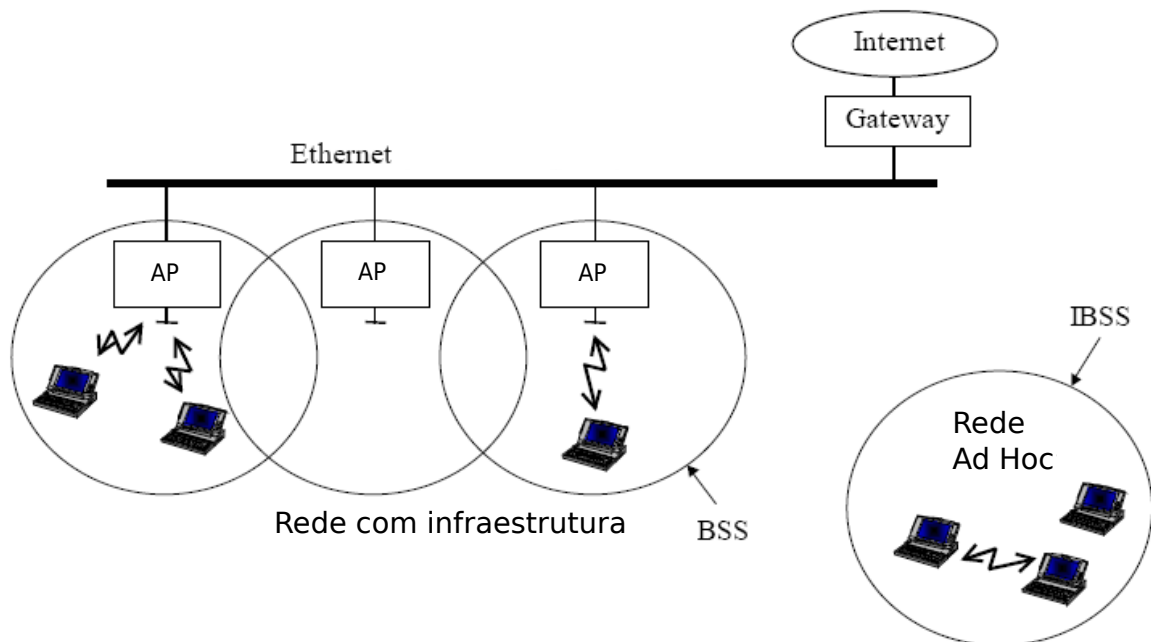 Internet
Gateway
Ethernet
AP
AP
AP
IBSS
Rede
Ad Hoc
Rede com infraestrutura
BSS